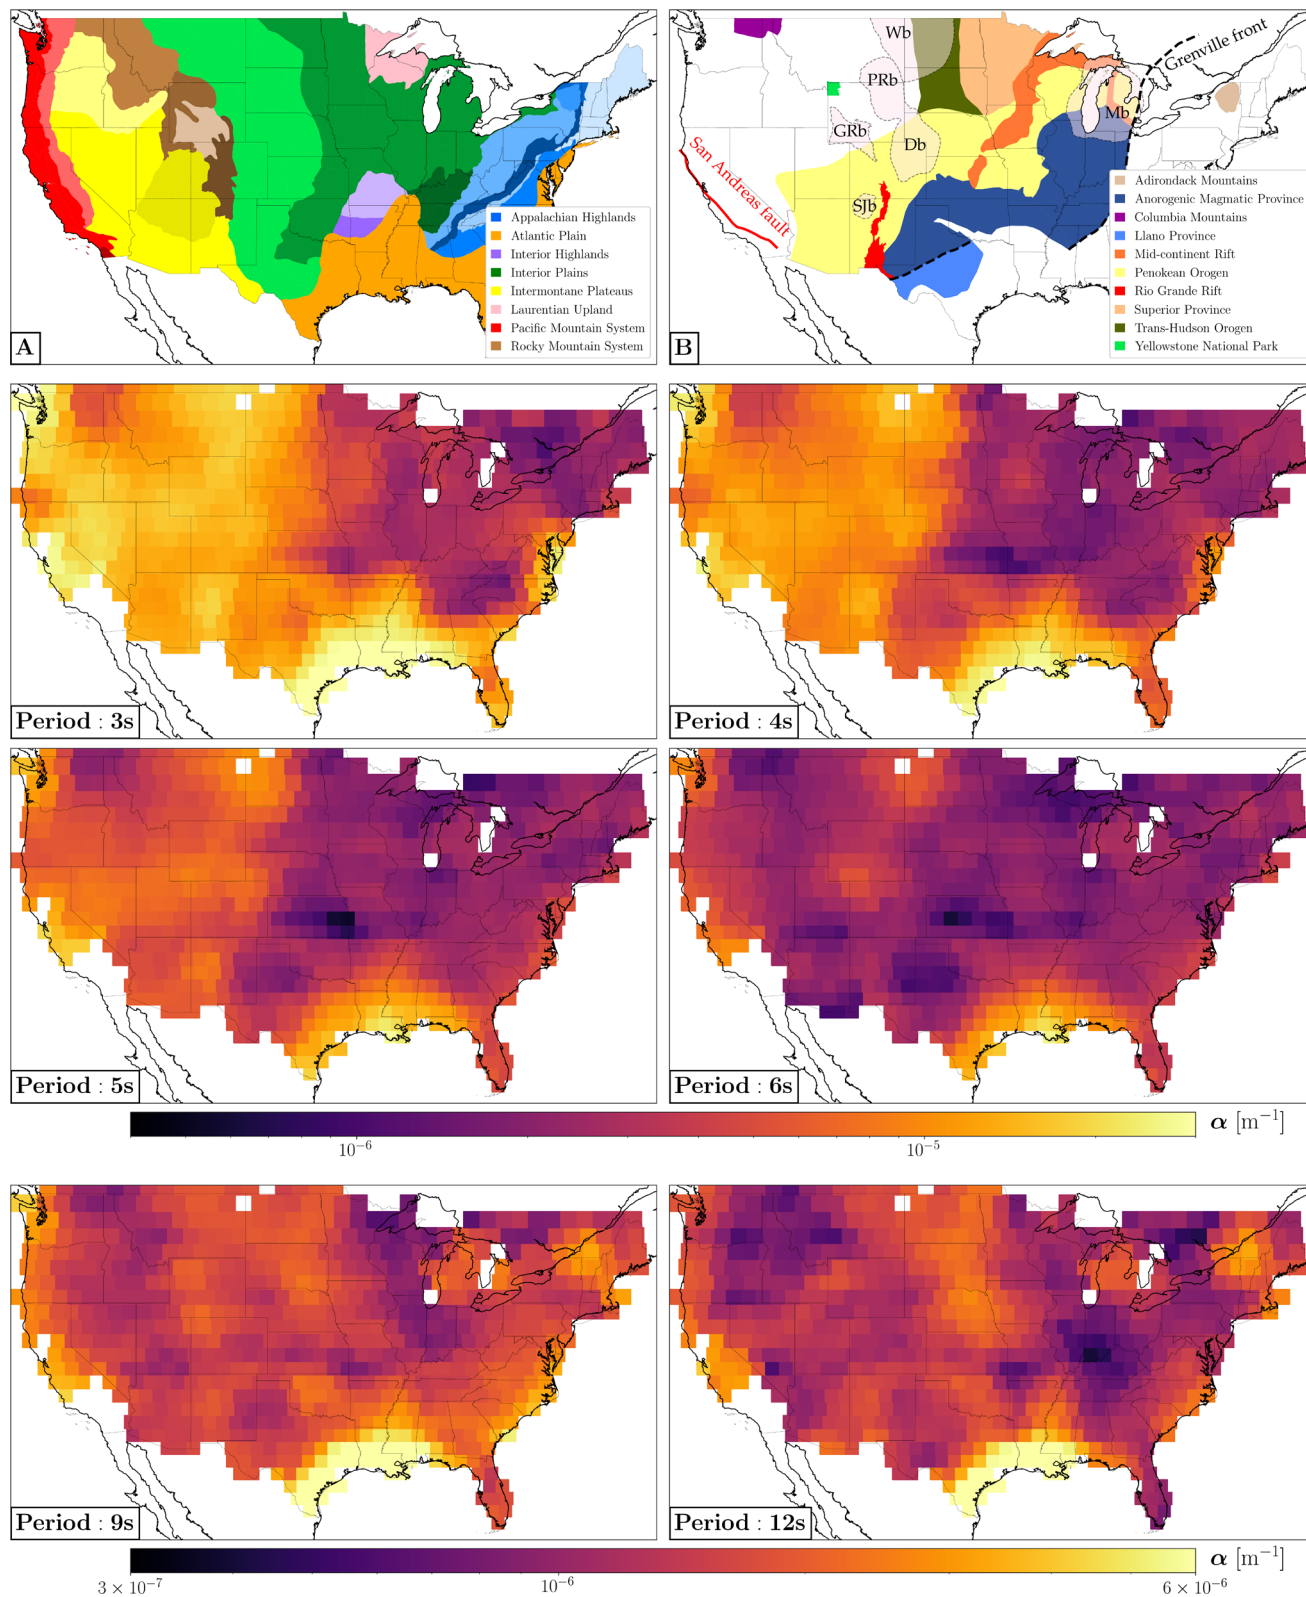 Appalachian Highlands
Atlantic Plain
Interior Highlands
Interior Plains
Intermontane Plateaus
Laurentian Upland
Pacific Mountain System
Rocky Mountain System
A
Wb
PRb
GRb
Db
SJb
Mb
Grenville front
San Andreas fault
Adirondack Mountains
Anorogenic Magmatic Province
Columbia Mountains
Llano Province
Mid-continent Rift
Penokean Orogen
Rio Grande Rift
Superior Province
Trans-Hudson Orogen
Yellowstone National Park
B
Period : 3s
Period : 4s
Period : 5s
Period : 6s
10⁻⁶
10⁻⁵
α [m⁻¹]
Period : 9s
Period : 12s
3 × 10⁻⁷
10⁻⁶
6 × 10⁻⁶
α [m⁻¹]